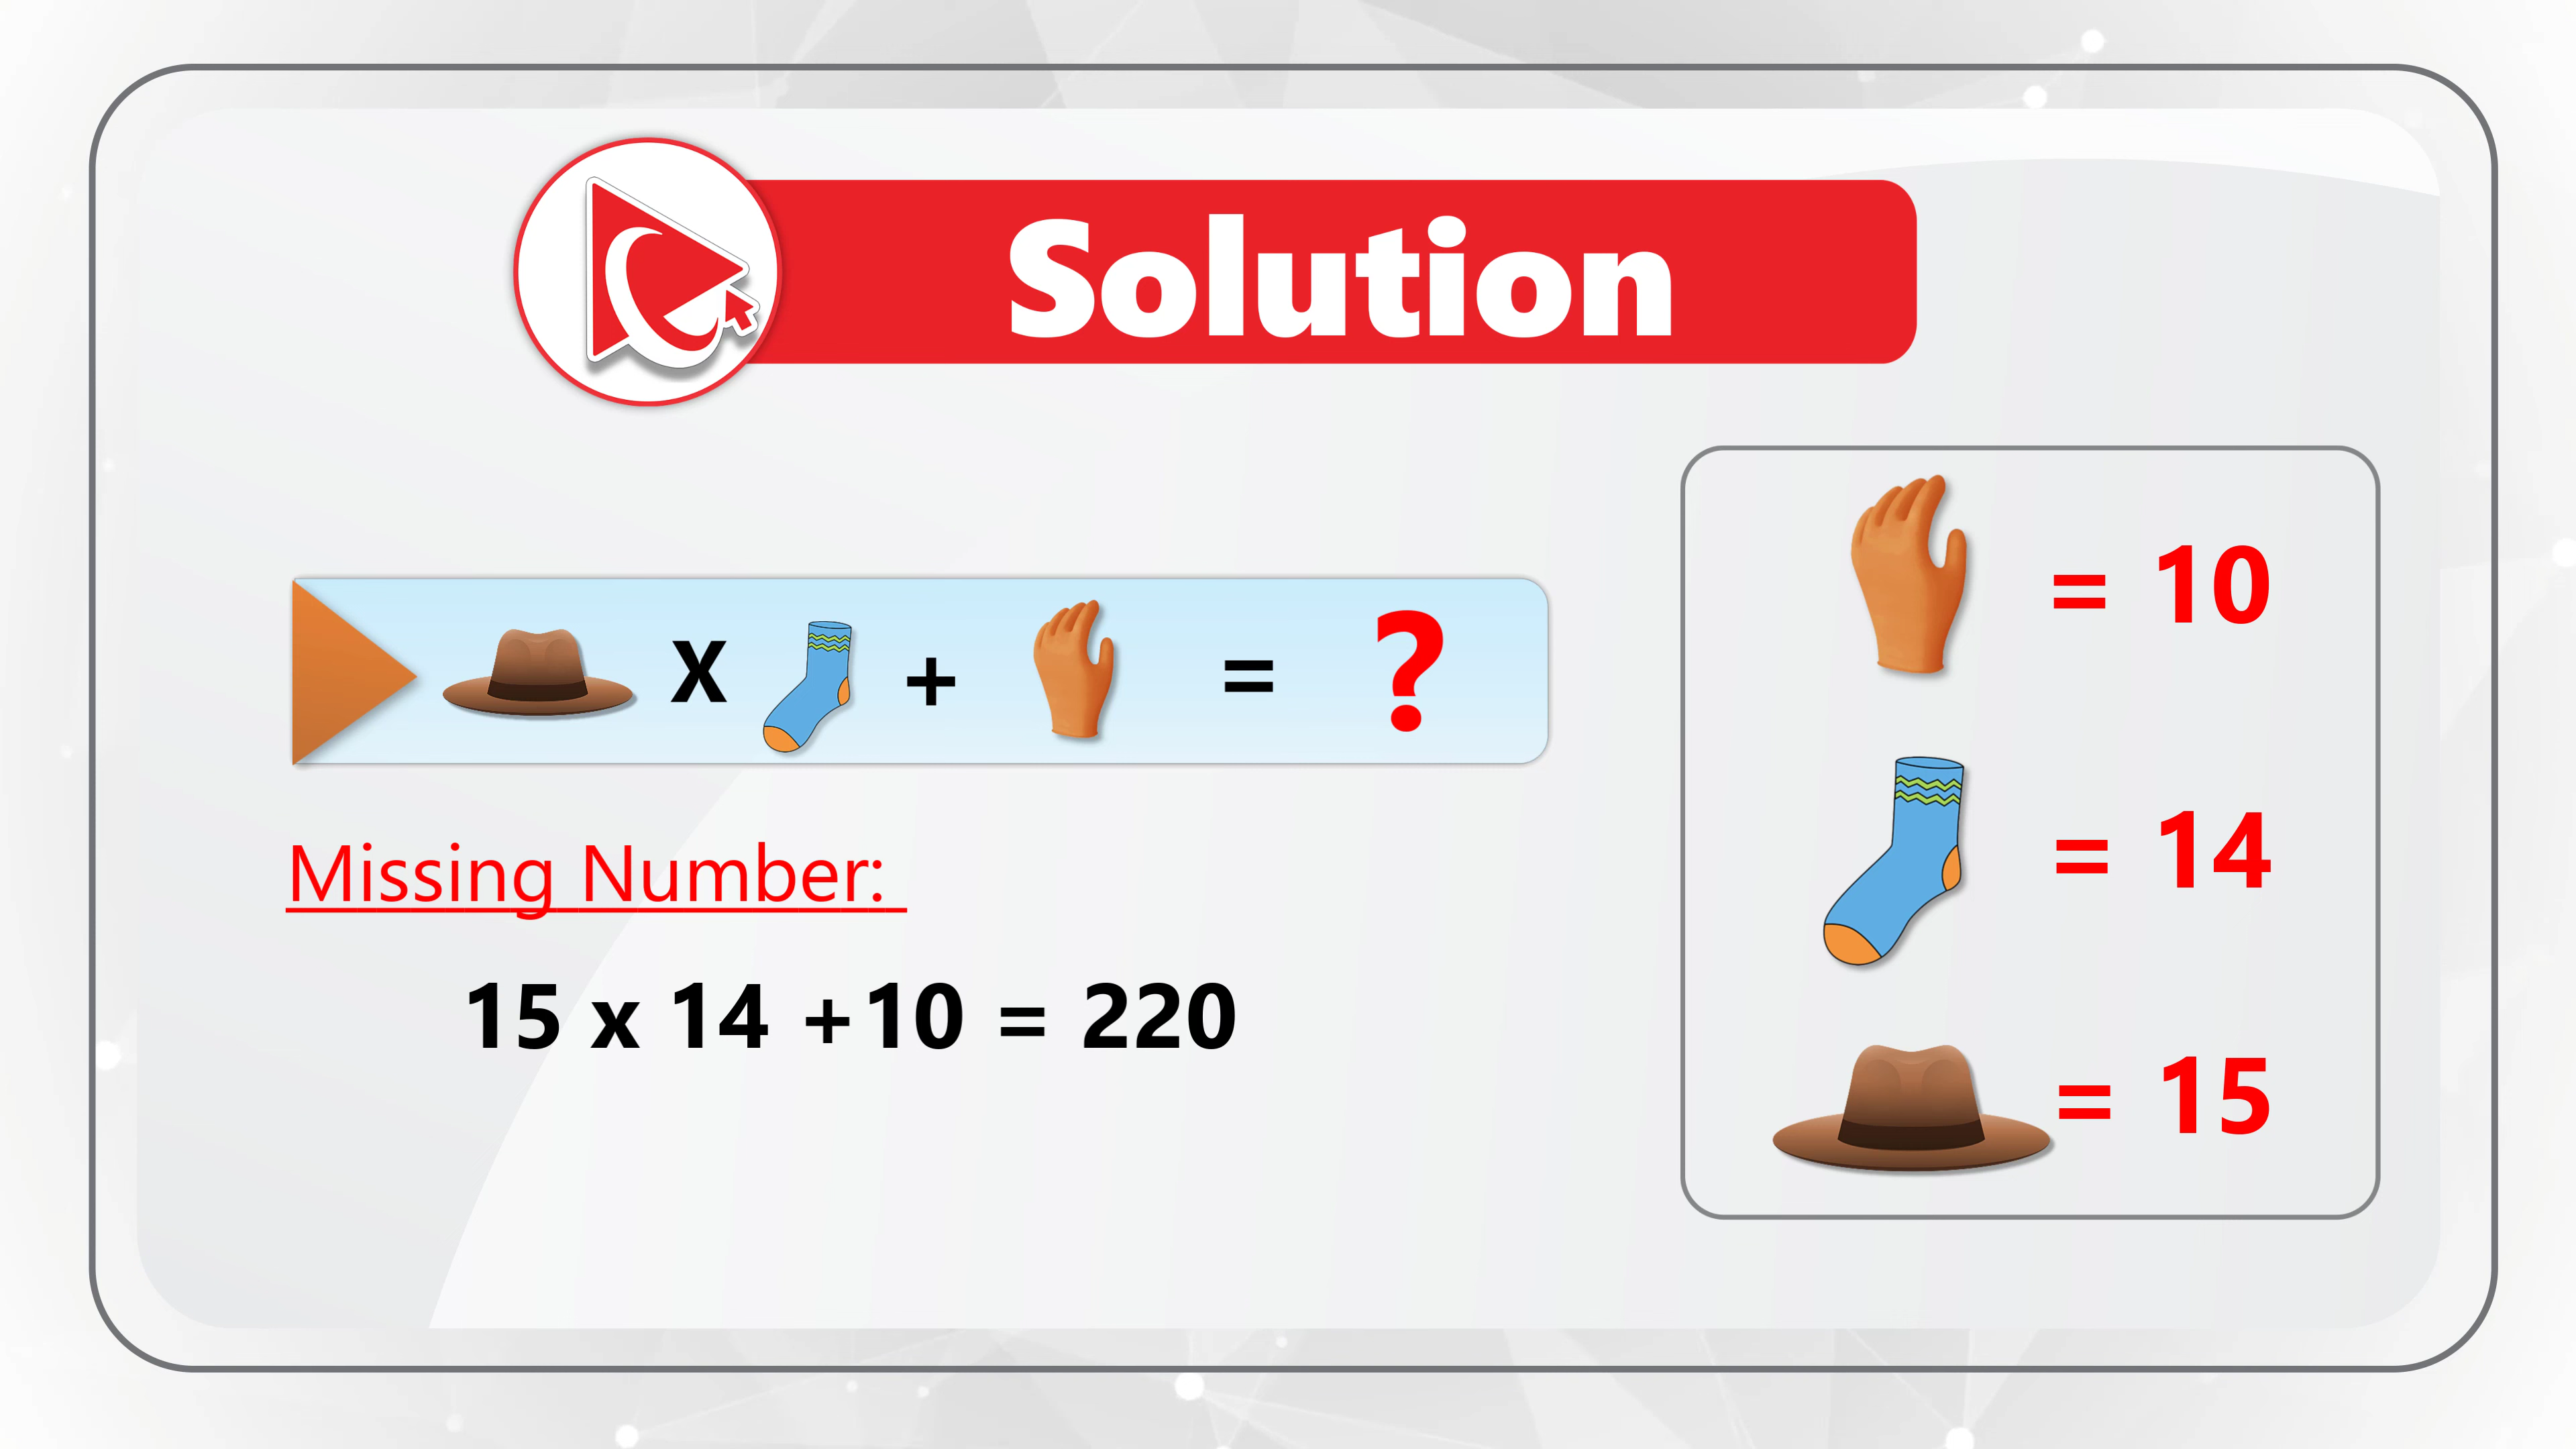 Solution
X + = ?
Missing Number:
15 x 14 +10 = 220
= 10
= 14
= 15